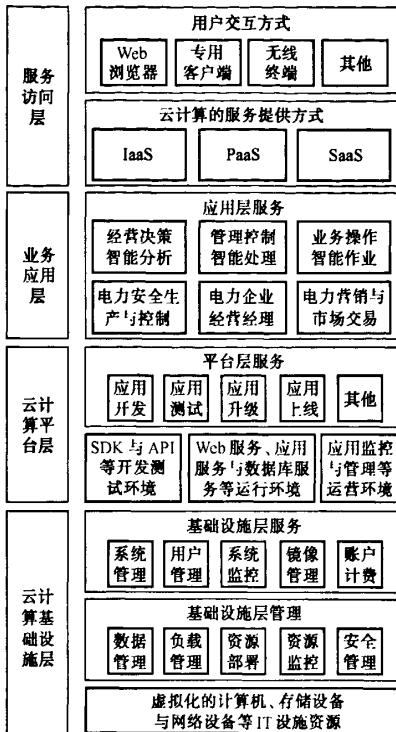 服务
访问
层
用户交互方式
Web
浏览器
专用
客户端
无线
终端
其他
云计算的服务提供方式
IaaS
PaaS
SaaS
业务
应用
层
应用层服务
经营决策
智能分析
管理控制
智能处理
业务操作
智能作业
电力安全生
产与控制
电力企业
经营经理
电力营销与
市场交易
云计
算平
台层
平台层服务
应用
开发
应用
测试
应用
升级
应用
上线
其他
SDK 与 API
等开发测
试环境
Web 服务、应用
服务与数据库服
务等运行环境
应用监控
与管理等
运营环境
云计
算基
础设
施层
基础设施层服务
系统
管理
用户
管理
系统
监控
镜像
管理
账户
计费
基础设施层管理
数据
管理
负载
管理
资源
部署
资源
监控
安全
管理
虚拟化的计算机、存储设备
与网络设备等 IT 设施资源